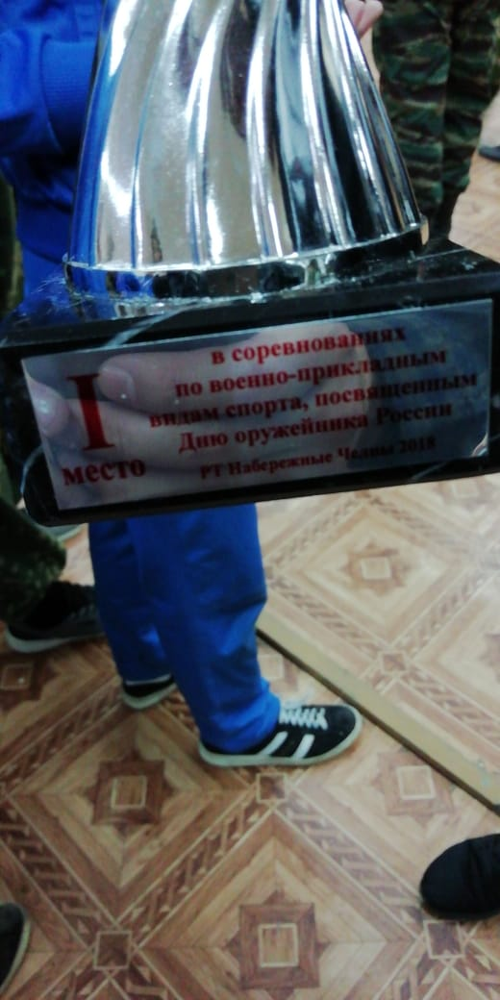 I
место
в соревнованиях
по военно-прикладным
видам спорта, посвященным
Дню оружейника России
РТ Набережные Челны 2018